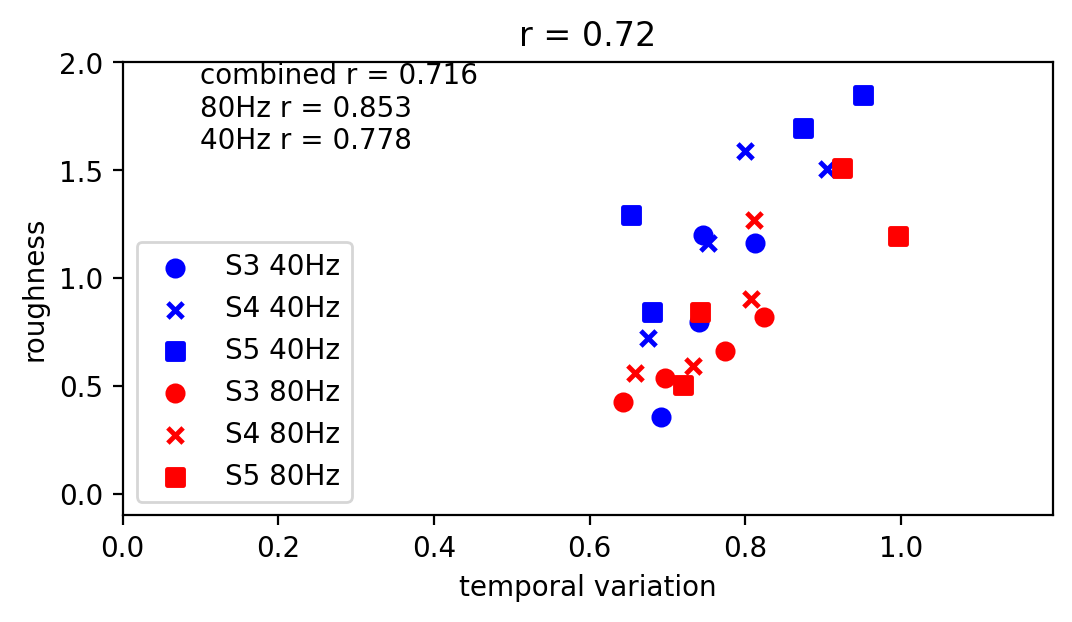 r = 0.72
combined r = 0.716
80Hz r = 0.853
40Hz r = 0.778
2.0
1.5
1.0
0.5
0.0
roughness
S3 40Hz
S4 40Hz
S5 40Hz
S3 80Hz
S4 80Hz
S5 80Hz
0.0 0.2 0.4 0.6 0.8 1.0
temporal variation